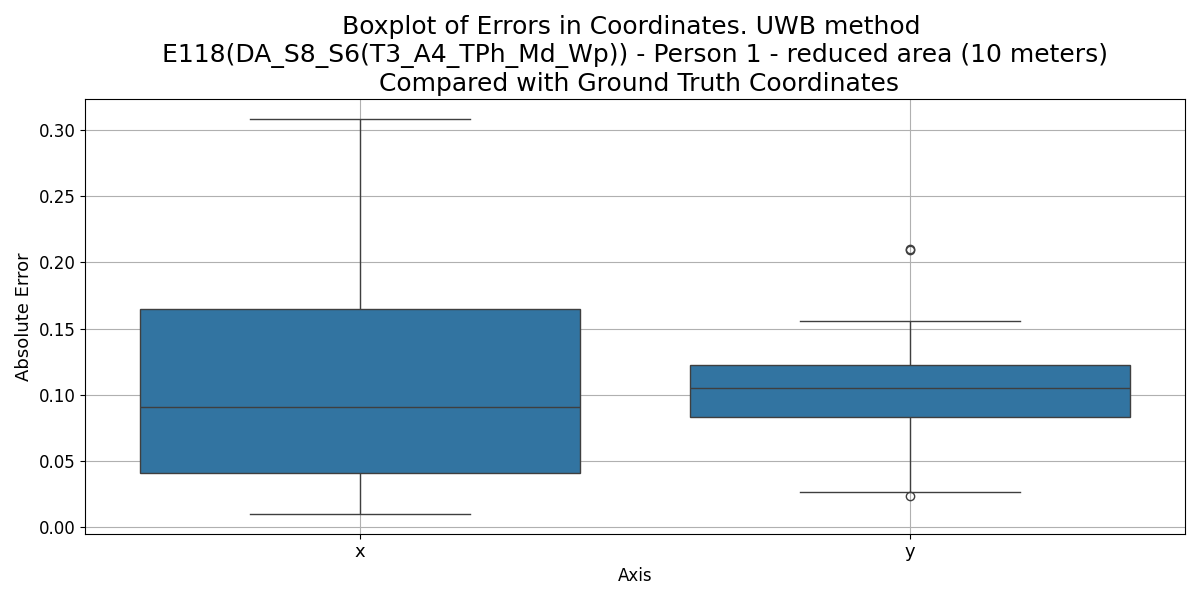 Boxplot of Errors in Coordinates. UWB method
E118(DA_S8_S6(T3_A4_TPh_Md_Wp)) - Person 1 - reduced area (10 meters)
Compared with Ground Truth Coordinates
Absolute Error
0.30
0.25
0.20
0.15
0.10
0.05
0.00
x y
Axis